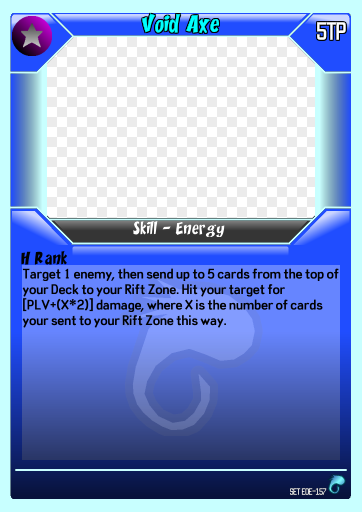 Void Axe
5TP
Skill - Energy
H Rank
Target 1 enemy, then send up to 5 cards from the top of
your Deck to your Rift Zone. Hit your target for
[PLV+(X*2)] damage, where X is the number of cards
your sent to your Rift Zone this way.
SET EOE-157